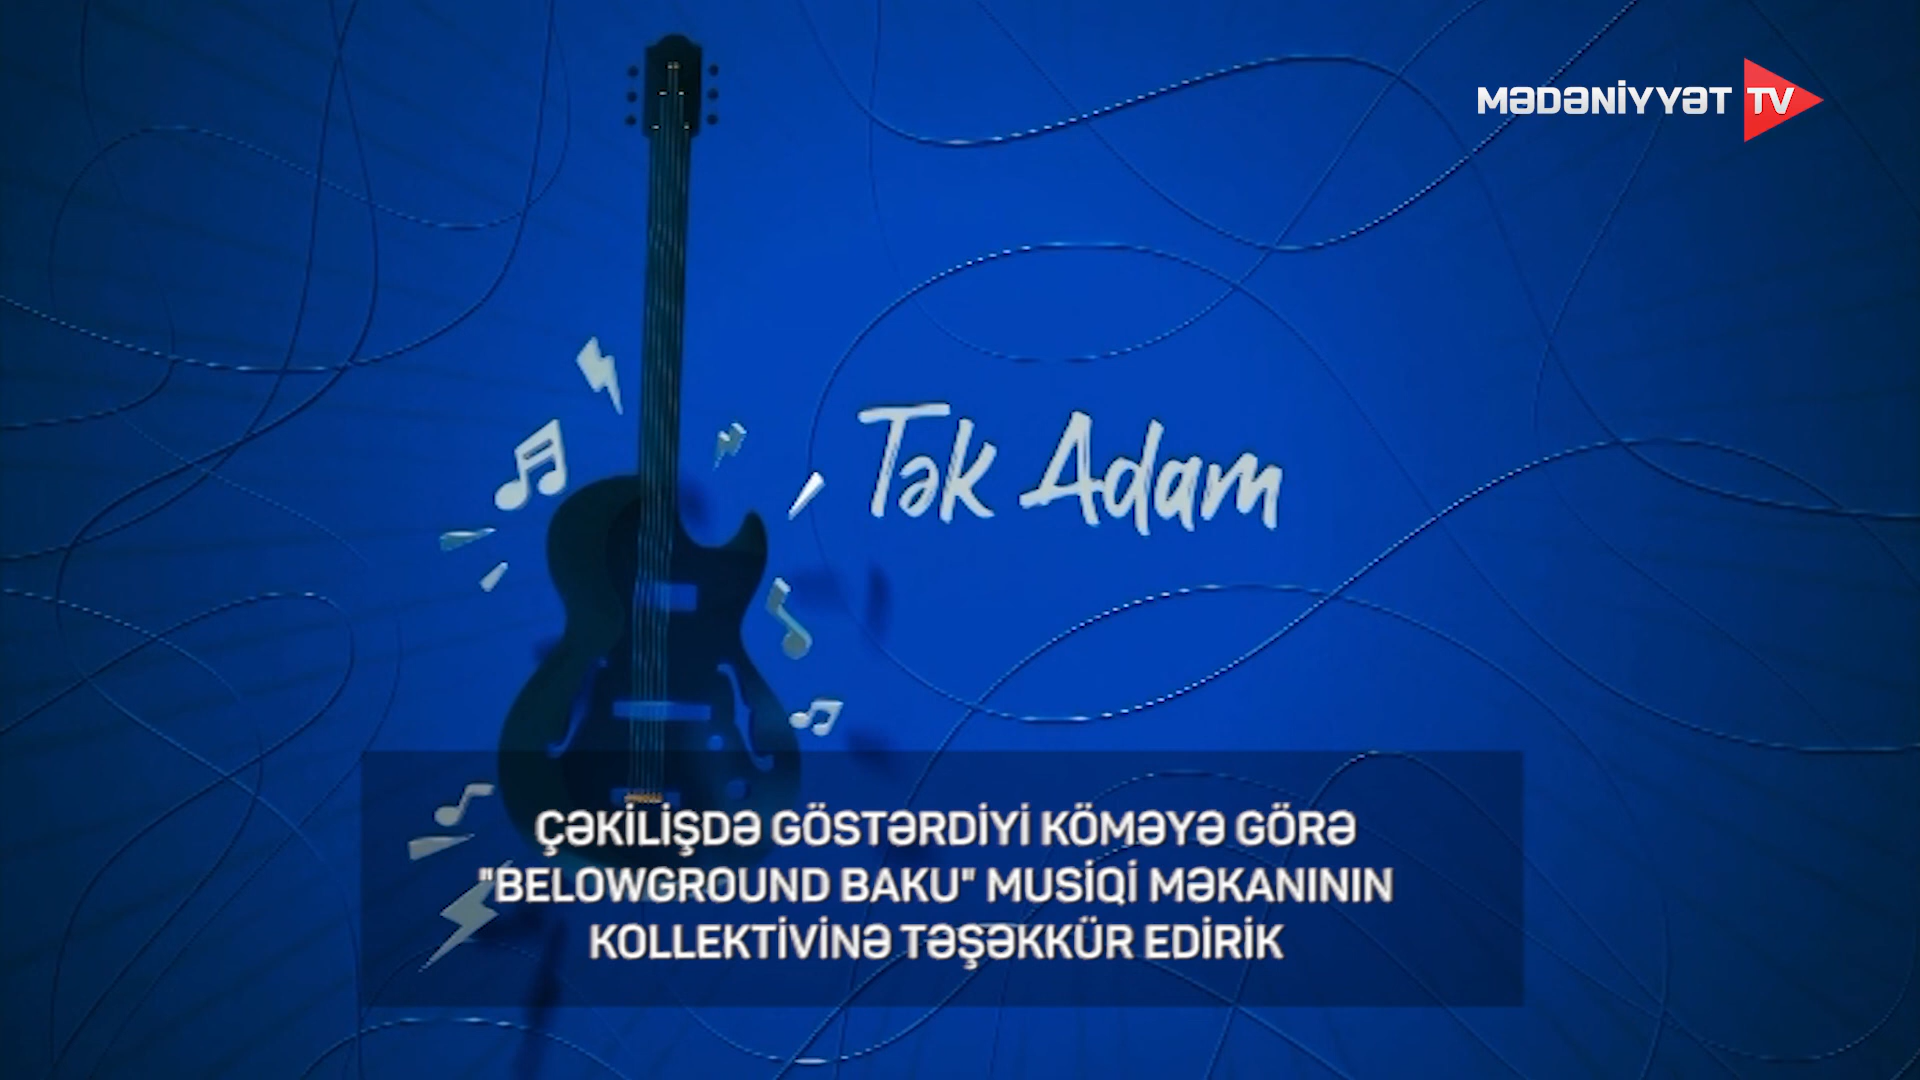 MƏDƏNİYYƏT TV
Tək Adam
ÇƏKİLİŞDƏ GÖSTƏRDİYİ KÖMƏYƏ GÖRƏ
"BELOWGROUND BAKU" MUSİQİ MƏKANININ
KOLLEKTİVİNƏ TƏŞƏKKÜR EDİRİK